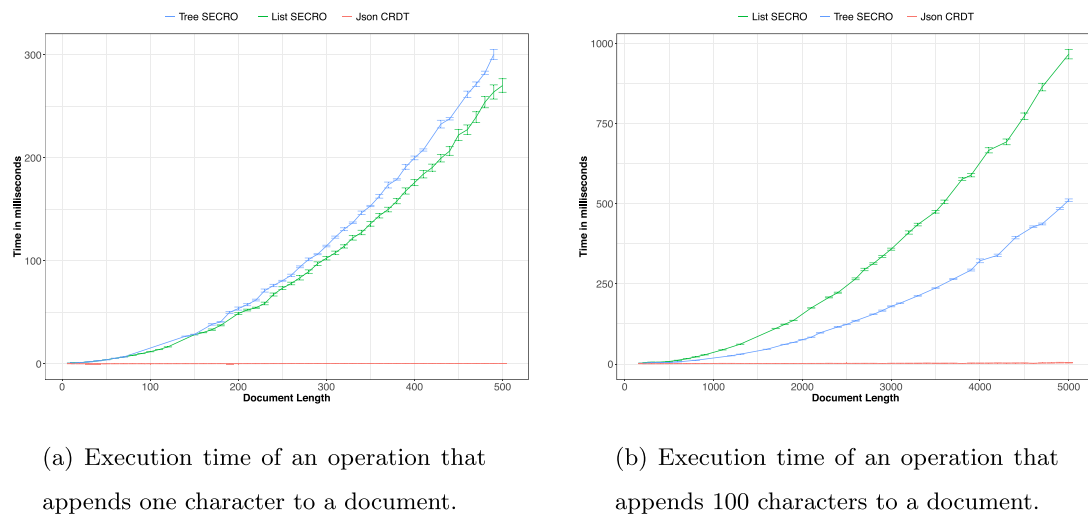 Tree SECRO List SECRO Json CRDT
300
200
100
0
Time in milliseconds
0 100 200 300 400 500
Document Length
(a) Execution time of an operation that
appends one character to a document.
List SECRO Tree SECRO Json CRDT
1000
750
500
250
0
Time in milliseconds
1000 2000 3000 4000 5000
Document Length
(b) Execution time of an operation that
appends 100 characters to a document.